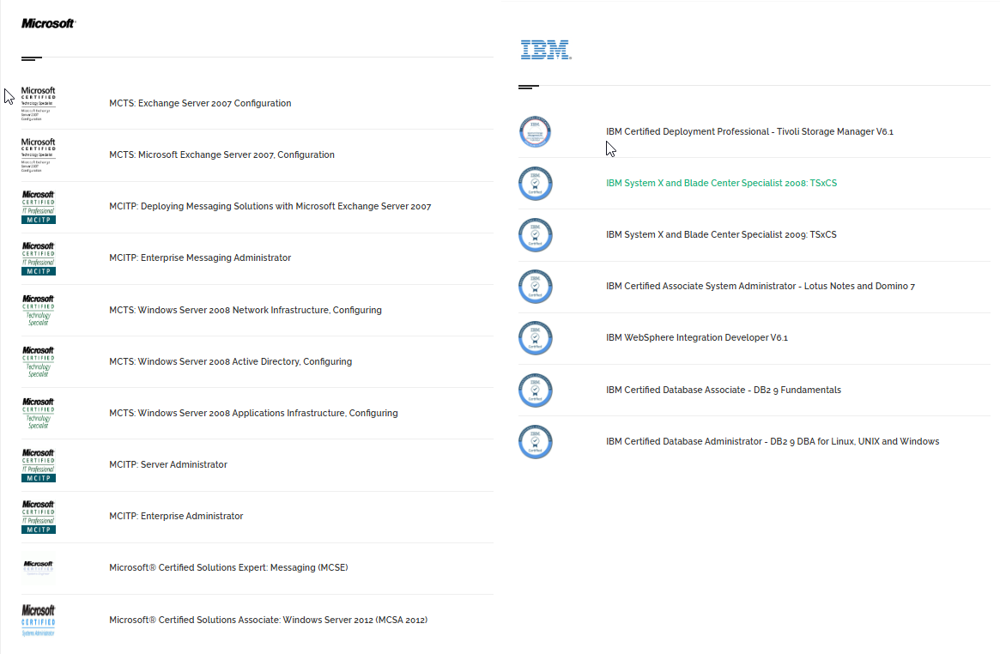 Microsoft
Microsoft
CERTIFIED
Technology Specialist
Microsoft Exchange
Server 2007
Configuration
MCTS: Exchange Server 2007 Configuration
Microsoft
CERTIFIED
Technology Specialist
Microsoft Exchange
Server 2007
Configuration
MCTS: Microsoft Exchange Server 2007, Configuration
Microsoft
CERTIFIED
IT Professional
MCITP
MCITP: Deploying Messaging Solutions with Microsoft Exchange Server 2007
Microsoft
CERTIFIED
IT Professional
MCITP
MCITP: Enterprise Messaging Administrator
Microsoft
CERTIFIED
Technology
Specialist
MCTS: Windows Server 2008 Network Infrastructure, Configuring
Microsoft
CERTIFIED
Technology
Specialist
MCTS: Windows Server 2008 Active Directory, Configuring
Microsoft
CERTIFIED
Technology
Specialist
MCTS: Windows Server 2008 Applications Infrastructure, Configuring
Microsoft
CERTIFIED
IT Professional
MCITP
MCITP: Server Administrator
Microsoft
CERTIFIED
IT Professional
MCITP
MCITP: Enterprise Administrator
Microsoft
CERTIFIED
Microsoft® Certified Solutions Expert: Messaging (MCSE)
Microsoft
CERTIFIED
Systems Administrator
Microsoft® Certified Solutions Associate: Windows Server 2012 (MCSA 2012)
IBM
IBM
IBM Certified Deployment Professional - Tivoli Storage Manager V6.1
IBM
Certified
IBM System X and Blade Center Specialist 2008: TSxCS
IBM
Certified
IBM System X and Blade Center Specialist 2009: TSxCS
IBM
Certified
IBM Certified Associate System Administrator - Lotus Notes and Domino 7
IBM
Certified
IBM WebSphere Integration Developer V6.1
IBM
Certified
IBM Certified Database Associate - DB2 9 Fundamentals
IBM
Certified
IBM Certified Database Administrator - DB2 9 DBA for Linux, UNIX and Windows